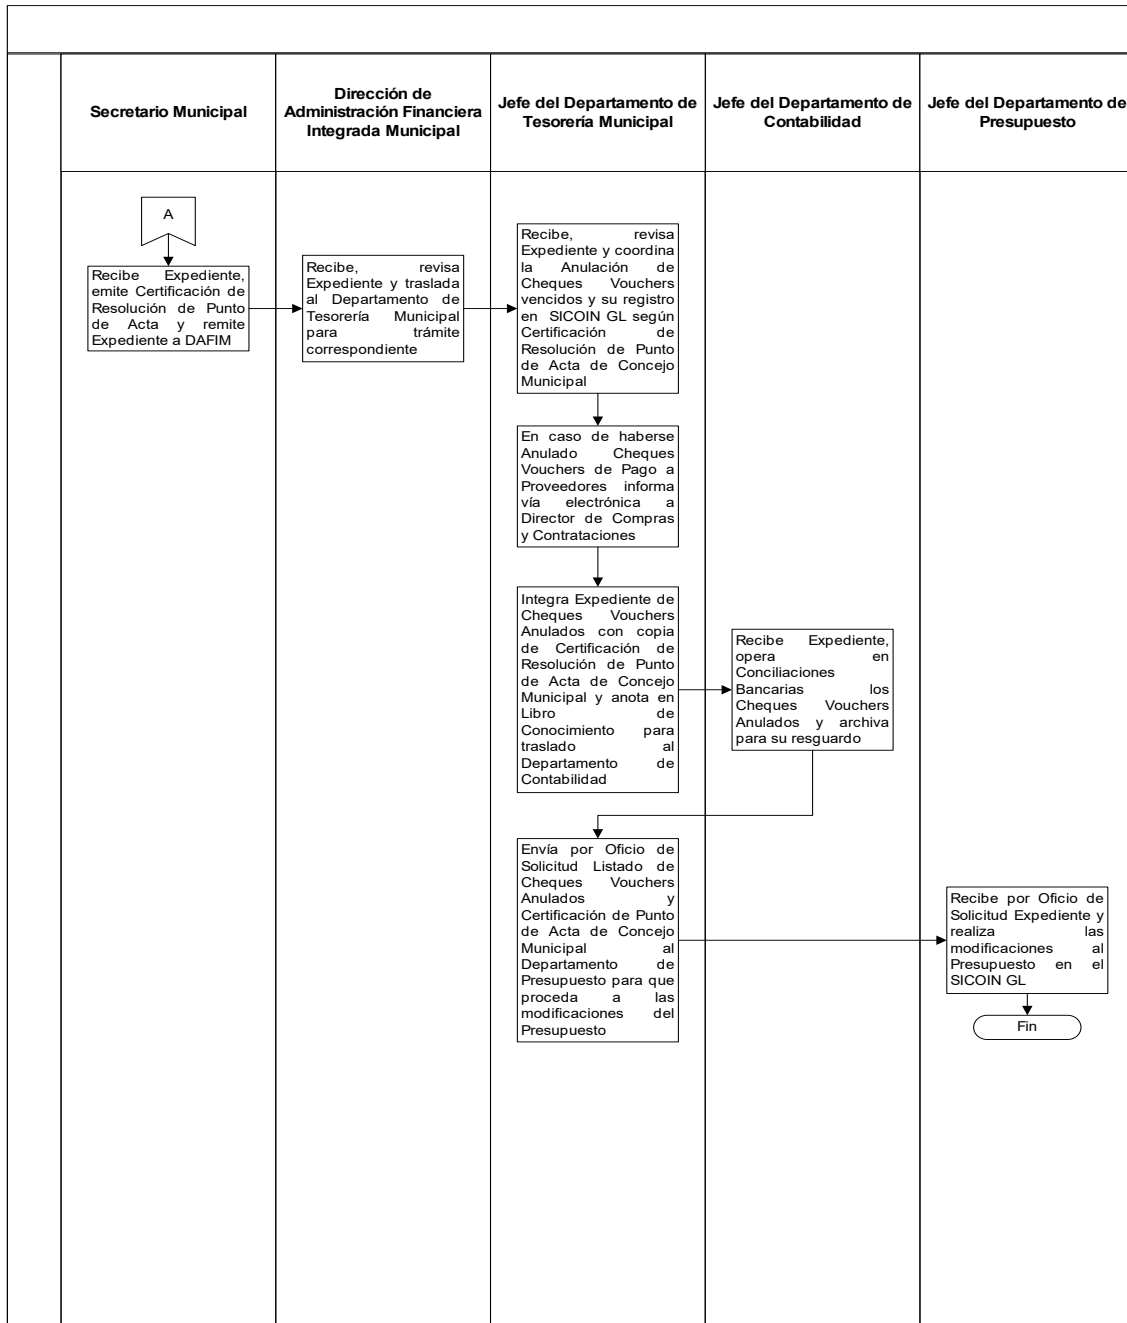 Secretario Municipal
Dirección de
Administración Financiera
Integrada Municipal
Jefe del Departamento de
Tesorería Municipal
Jefe del Departamento de
Contabilidad
Jefe del Departamento de
Presupuesto
A
Recibe Expediente,
emite Certificación de
Resolución de Punto
de Acta y remite
Expediente a DAFIM
Recibe, revisa
Expediente y traslada
al Departamento de
Tesorería Municipal
para trámite
correspondiente
Recibe, revisa
Expediente y coordina
la Anulación de
Cheques Vouchers
vencidos y su registro
en SICOIN GL según
Certificación de
Resolución de Punto
de Acta de Concejo
Municipal
En caso de haberse
Anulado Cheques
Vouchers de Pago a
Proveedores informa
vía electrónica a
Director de Compras
y Contrataciones
Integra Expediente de
Cheques Vouchers
Anulados con copia
de Certificación de
Resolución de Punto
de Acta de Concejo
Municipal y anota en
Libro de
Conocimiento para
traslado al
Departamento de
Contabilidad
Recibe Expediente,
opera en
Conciliaciones
Bancarias los
Cheques Vouchers
Anulados y archiva
para su resguardo
Envía por Oficio de
Solicitud Listado de
Cheques Vouchers
Anulados y
Certificación de Punto
de Acta de Concejo
Municipal al
Departamento de
Presupuesto para que
proceda a las
modificaciones del
Presupuesto
Recibe por Oficio de
Solicitud Expediente y
realiza las
modificaciones al
Presupuesto en el
SICOIN GL
Fin